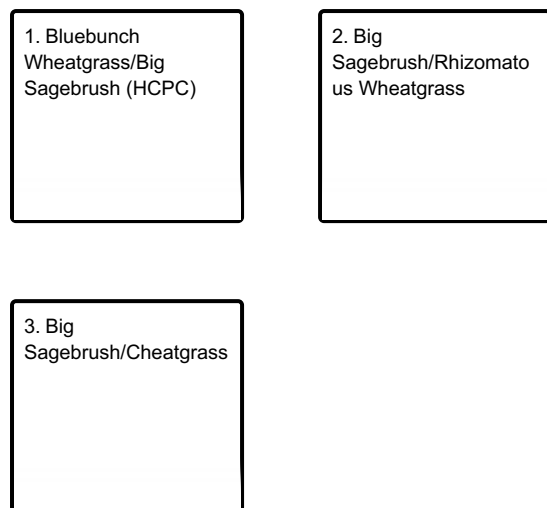 1. Bluebunch
Wheatgrass/Big
Sagebrush (HCPC)
2. Big
Sagebrush/Rhizomato
us Wheatgrass
3. Big
Sagebrush/Cheatgrass